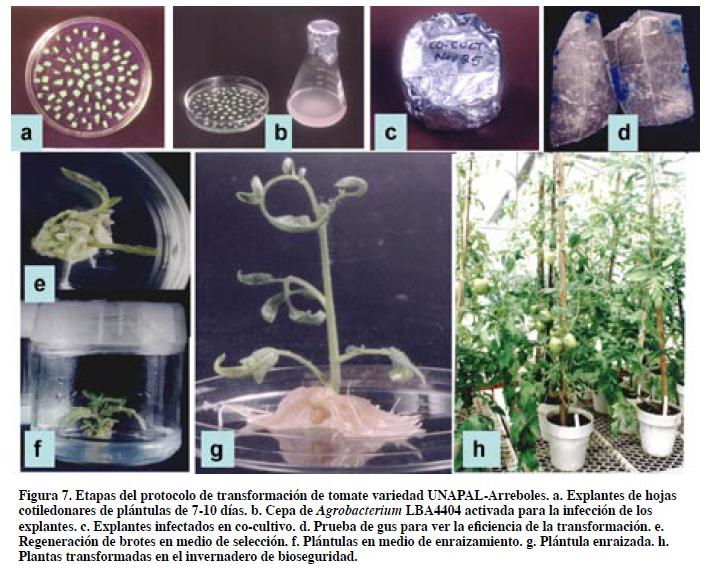 a
b
c
CO-CULT
d
e
f
g
h
Figura 7. Etapas del protocolo de transformación de tomate variedad UNAPAL-Arreboles. a. Explantes de hojas
cotiledonares de plántulas de 7-10 días. b. Cepa de Agrobacterium LBA4404 activada para la infección de los
explantes. c. Explantes infectados en co-cultivo. d. Prueba de gus para ver la eficiencia de la transformación. e.
Regeneración de brotes en medio de selección. f. Plántulas en medio de enraizamiento. g. Plántula enraizada. h.
Plantas transformadas en el invernadero de bioseguridad.